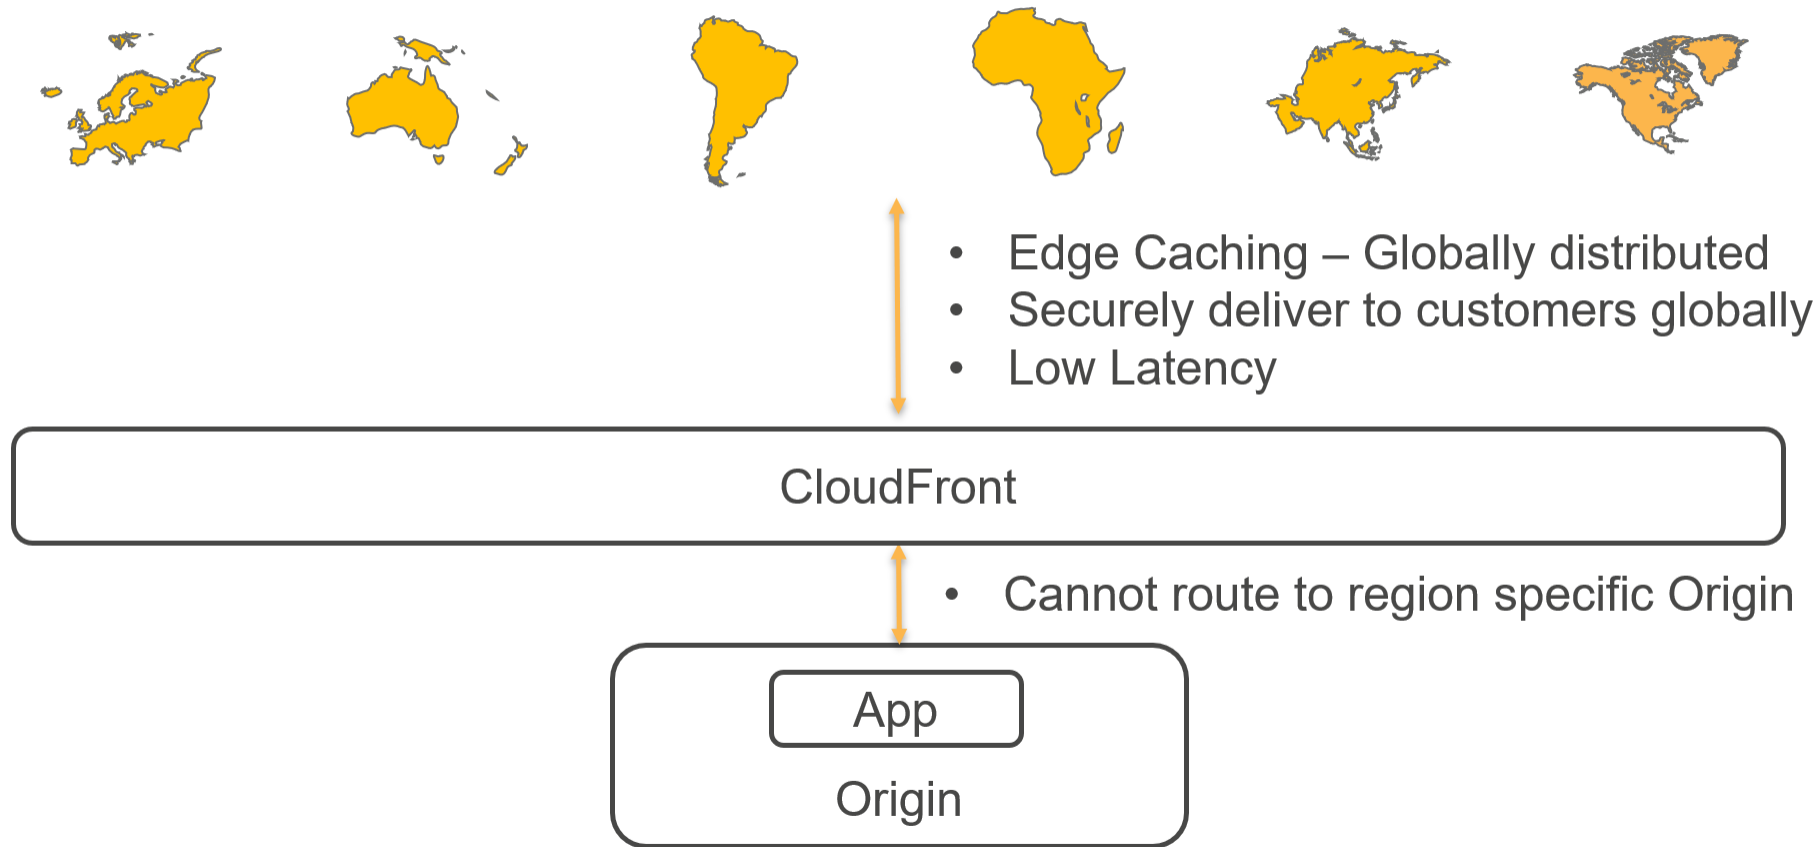 • Edge Caching – Globally distributed
• Securely deliver to customers globally
• Low Latency
CloudFront
• Cannot route to region specific Origin
App
Origin